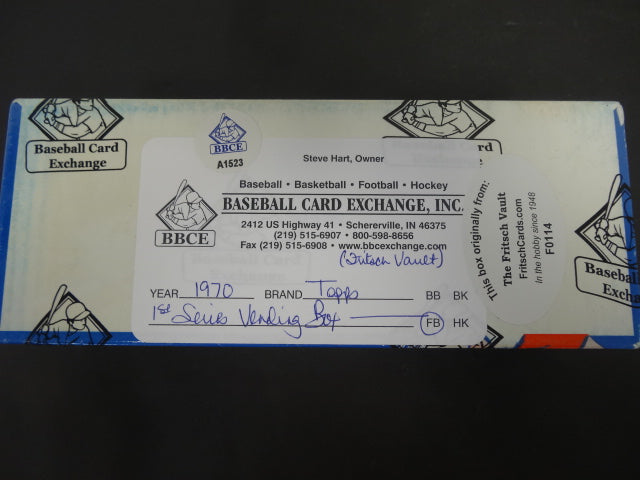 Baseball Card
Exchange
BBCE
A1523
Steve Hart, Owner
Baseball • Basketball • Football • Hockey
BASEBALL CARD EXCHANGE, INC.
2412 US Highway 41 • Schererville, IN 46375
(219) 515-6907 • 800-598-8656
Fax (219) 515-6908 • www.bbcexchange.com
BBCE
(Fritsch Vault)
YEAR 1970 BRAND Topps BB BK
1st Series Vending Box FB HK
This box originally from:
The Fritsch Vault
FritschCards.com
In the hobby since 1948
F0114
rd
Baseball
Exch